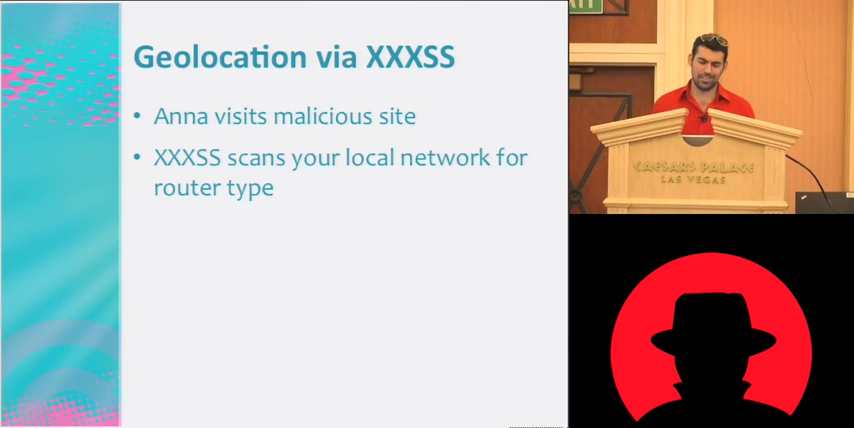 Geolocation via XXXSS
• Anna visits malicious site
• XXXSS scans your local network for
router type
EXIT
CAESARS PALACE
LAS VEGAS